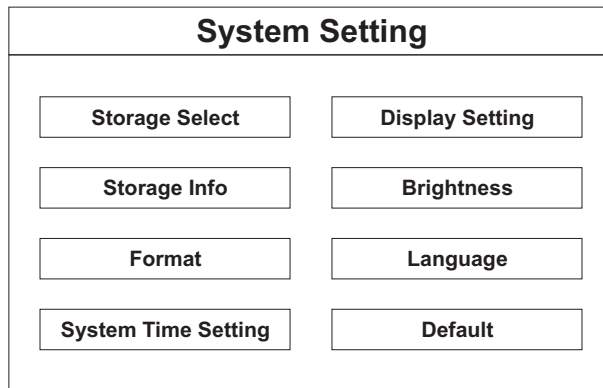 System Setting
Storage Select
Display Setting
Storage Info
Brightness
Format
Language
System Time Setting
Default